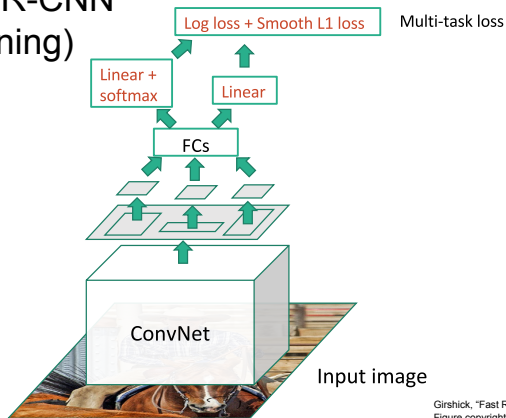 R-CNN
ning)
Log loss + Smooth L1 loss
Multi-task loss
Linear +
softmax
Linear
FCs
ConvNet
Input image
Girshick, “Fast R
Figure copyright